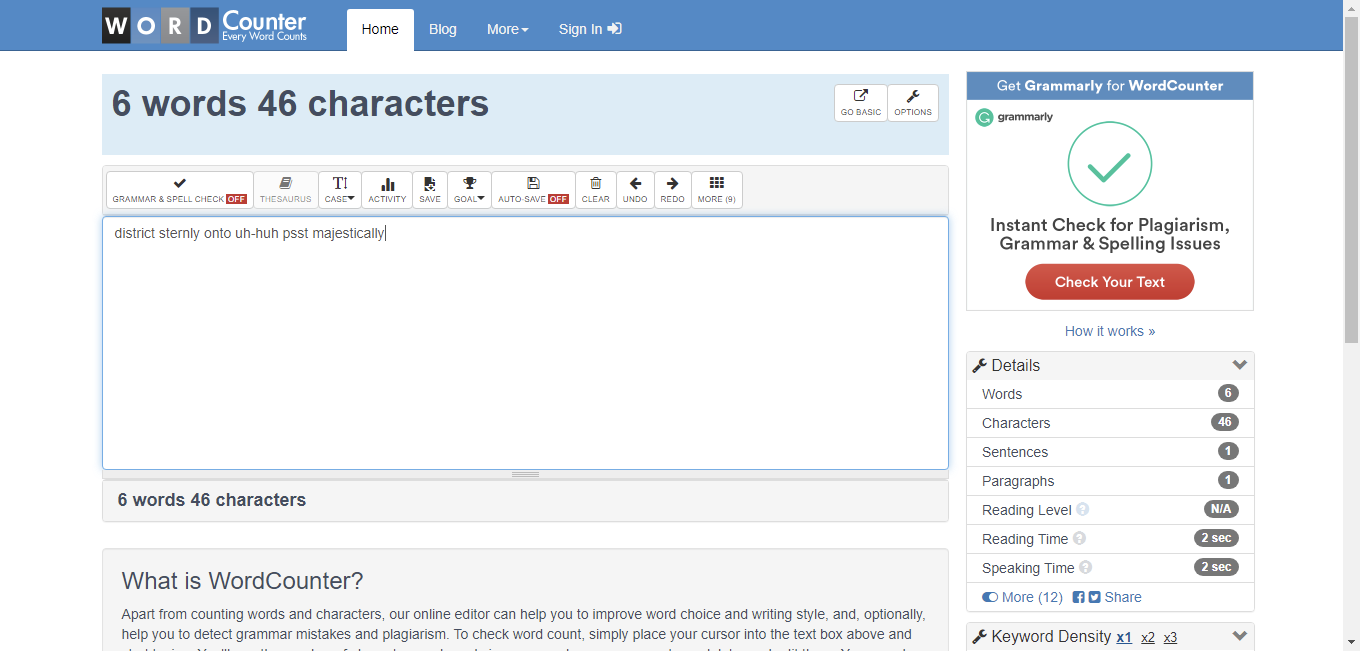 WORD Counter
Every Word Counts
Home
Blog
More
Sign In
6 words 46 characters
GO BASIC
OPTIONS
GRAMMAR & SPELL CHECK OFF
THESAURUS
CASE
ACTIVITY
SAVE
GOAL
AUTO-SAVE OFF
CLEAR
UNDO
REDO
MORE (9)
district sternly onto uh-huh psst majestically
6 words 46 characters
What is WordCounter?
Apart from counting words and characters, our online editor can help you to improve word choice and writing style, and, optionally,
help you to detect grammar mistakes and plagiarism. To check word count, simply place your cursor into the text box above and
Get Grammarly for WordCounter
grammarly
Instant Check for Plagiarism,
Grammar & Spelling Issues
Check Your Text
How it works »
Details
Words 6
Characters 46
Sentences 1
Paragraphs 1
Reading Level ? N/A
Reading Time ? 2 sec
Speaking Time ? 2 sec
More (12) Share
Keyword Density x1 x2 x3